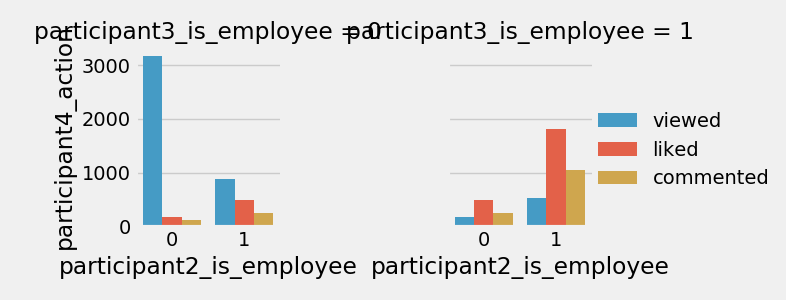 participant3_is_employee = 0
participant3_is_employee = 1
participant4_action
3000
2000
1000
0
0 1
0 1
participant2_is_employee
participant2_is_employee
viewed
liked
commented